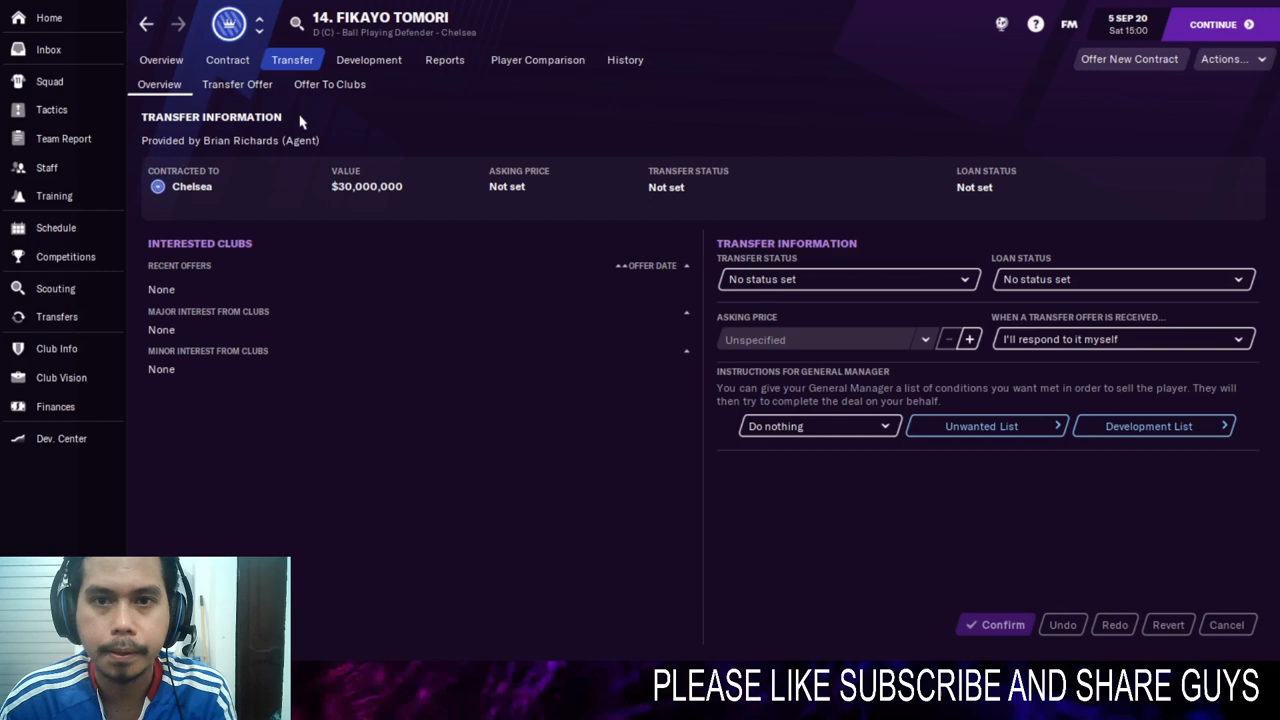 Home
Inbox
Squad
Tactics
Team Report
Staff
Training
Schedule
Competitions
Scouting
Transfers
Club Info
Club Vision
Finances
Dev. Center
14. FIKAYO TOMORI
D (C) - Ball Playing Defender - Chelsea
?
FM
5 SEP 20
Sat 15:00
CONTINUE
Overview Contract Transfer Development Reports Player Comparison History
Offer New Contract
Actions...
Overview Transfer Offer Offer To Clubs
TRANSFER INFORMATION
Provided by Brian Richards (Agent)
CONTRACTED TO VALUE ASKING PRICE TRANSFER STATUS LOAN STATUS
Chelsea $30,000,000 Not set Not set Not set
INTERESTED CLUBS
RECENT OFFERS OFFER DATE
None
MAJOR INTEREST FROM CLUBS
None
MINOR INTEREST FROM CLUBS
None
TRANSFER INFORMATION
TRANSFER STATUS LOAN STATUS
No status set No status set
ASKING PRICE WHEN A TRANSFER OFFER IS RECEIVED...
Unspecified − + I'll respond to it myself
INSTRUCTIONS FOR GENERAL MANAGER
You can give your General Manager a list of conditions you want met in order to sell the player. They will
then try to complete the deal on your behalf.
Do nothing Unwanted List Development List
Confirm Undo Redo Revert Cancel
PLEASE LIKE SUBSCRIBE AND SHARE GUYS